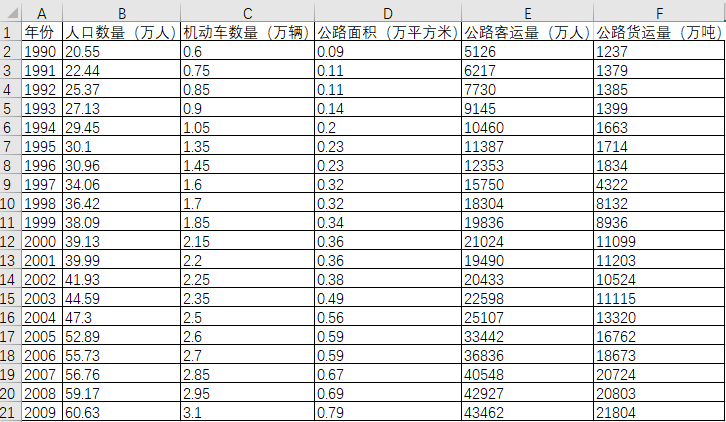 A B C D E F
1 年份 人口数量（万人） 机动车数量（万辆） 公路面积（万平方米） 公路客运量（万人） 公路货运量（万吨）
2 1990 20.55 0.6 0.09 5126 1237
3 1991 22.44 0.75 0.11 6217 1379
4 1992 25.37 0.85 0.11 7730 1385
5 1993 27.13 0.9 0.14 9145 1399
6 1994 29.45 1.05 0.2 10460 1663
7 1995 30.1 1.35 0.23 11387 1714
8 1996 30.96 1.45 0.23 12353 1834
9 1997 34.06 1.6 0.32 15750 4322
10 1998 36.42 1.7 0.32 18304 8132
11 1999 38.09 1.85 0.34 19836 8936
12 2000 39.13 2.15 0.36 21024 11099
13 2001 39.99 2.2 0.36 19490 11203
14 2002 41.93 2.25 0.38 20433 10524
15 2003 44.59 2.35 0.49 22598 11115
16 2004 47.3 2.5 0.56 25107 13320
17 2005 52.89 2.6 0.59 33442 16762
18 2006 55.73 2.7 0.59 36836 18673
19 2007 56.76 2.85 0.67 40548 20724
20 2008 59.17 2.95 0.69 42927 20803
21 2009 60.63 3.1 0.79 43462 21804